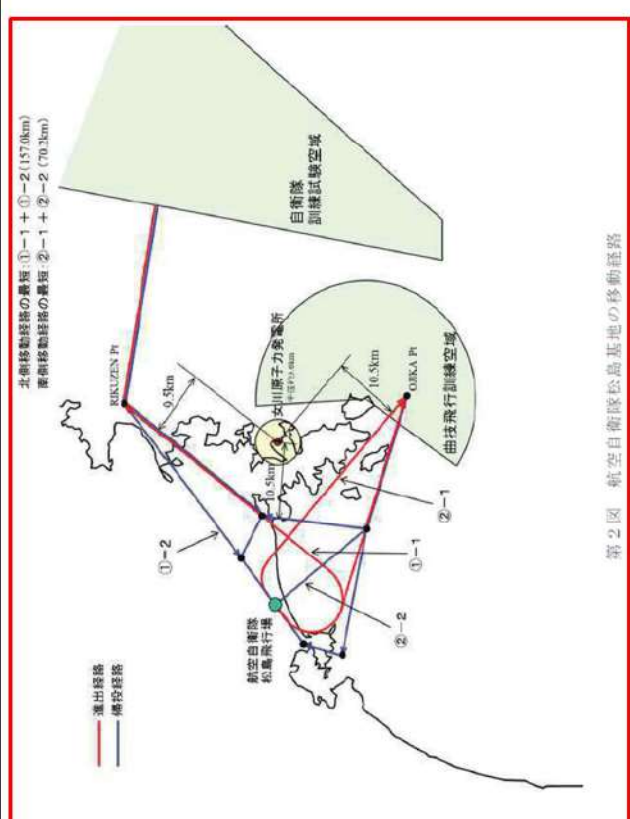 北側移動経路の最短:①-1 + ①-2 (157.0km)
南側移動経路の最短:②-1 + ②-2 (70.2km)
自衛隊
訓練試験空域
RIKUZEN Pt
9.5km
女川原子力発電所
10.5km
10.5km
OJIKA Pt
曲技飛行訓練空域
①-2
②-1
①-1
②-2
航空自衛隊
松島飛行場
進出経路
帰投経路
第2図 航空自衛隊松島基地の移動経路